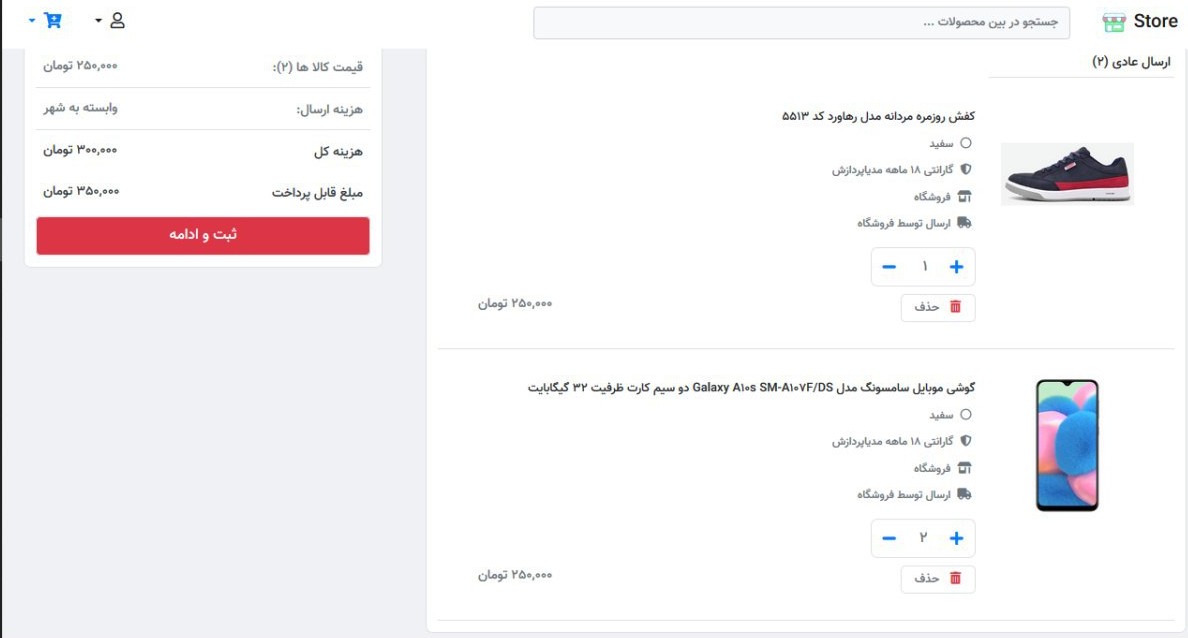 Store
جستجو در بین محصولات ...
ارسال عادی (۲)
کفش روزمره مردانه مدل رهاورد کد ۵۵۱۳
سفید
گارانتی ۱۸ ماهه مدیاپردازش
فروشگاه
ارسال توسط فروشگاه
۱
حذف
۲۵۰,۰۰۰ تومان
گوشی موبایل سامسونگ مدل Galaxy A۱۰s SM-A۱۰۷F/DS دو سیم کارت ظرفیت ۳۲ گیگابایت
سفید
گارانتی ۱۸ ماهه مدیاپردازش
فروشگاه
ارسال توسط فروشگاه
۲
حذف
۲۵۰,۰۰۰ تومان
قیمت کالا ها (۲): ۲۵۰,۰۰۰ تومان
هزینه ارسال: وابسته به شهر
هزینه کل ۳۰۰,۰۰۰ تومان
مبلغ قابل پرداخت ۳۵۰,۰۰۰ تومان
ثبت و ادامه